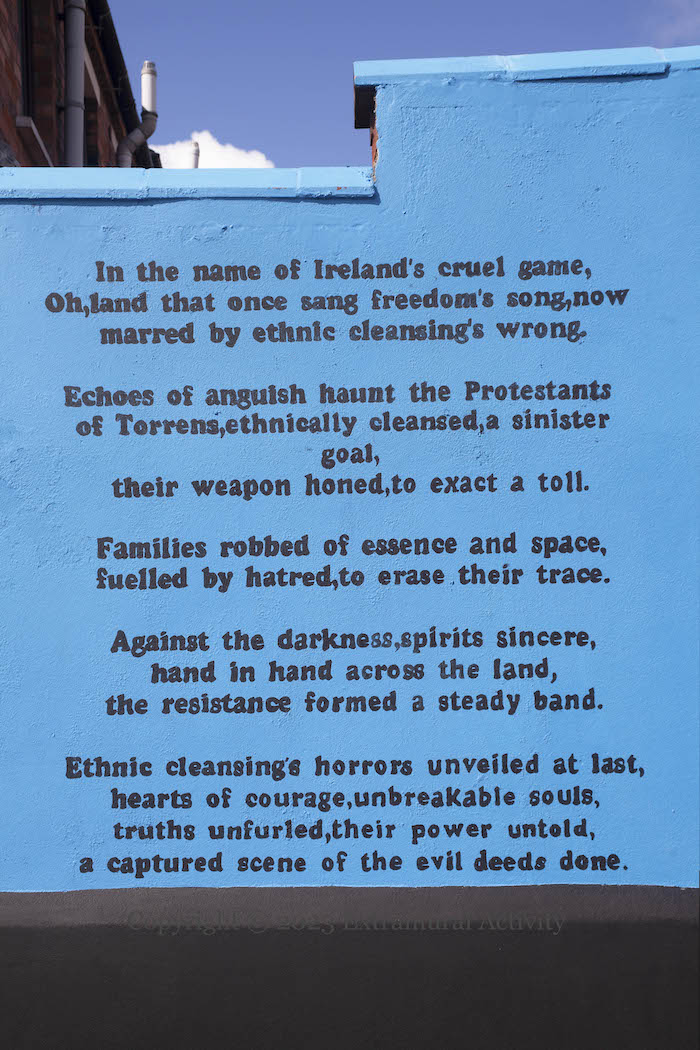 In the name of Ireland's cruel game,
Oh,land that once sang freedom's song,now
marred by ethnic cleansing's wrong.
Echoes of anguish haunt the Protestants
of Torrens,ethnically cleansed,a sinister
goal,
their weapon honed,to exact a toll.
Families robbed of essence and space,
fuelled by hatred,to erase their trace.
Against the darkness,spirits sincere,
hand in hand across the land,
the resistance formed a steady band.
Ethnic cleansing's horrors unveiled at last,
hearts of courage,unbreakable souls,
truths unfurled,their power untold,
a captured scene of the evil deeds done.
Copyright © 2023 Extramural Activity